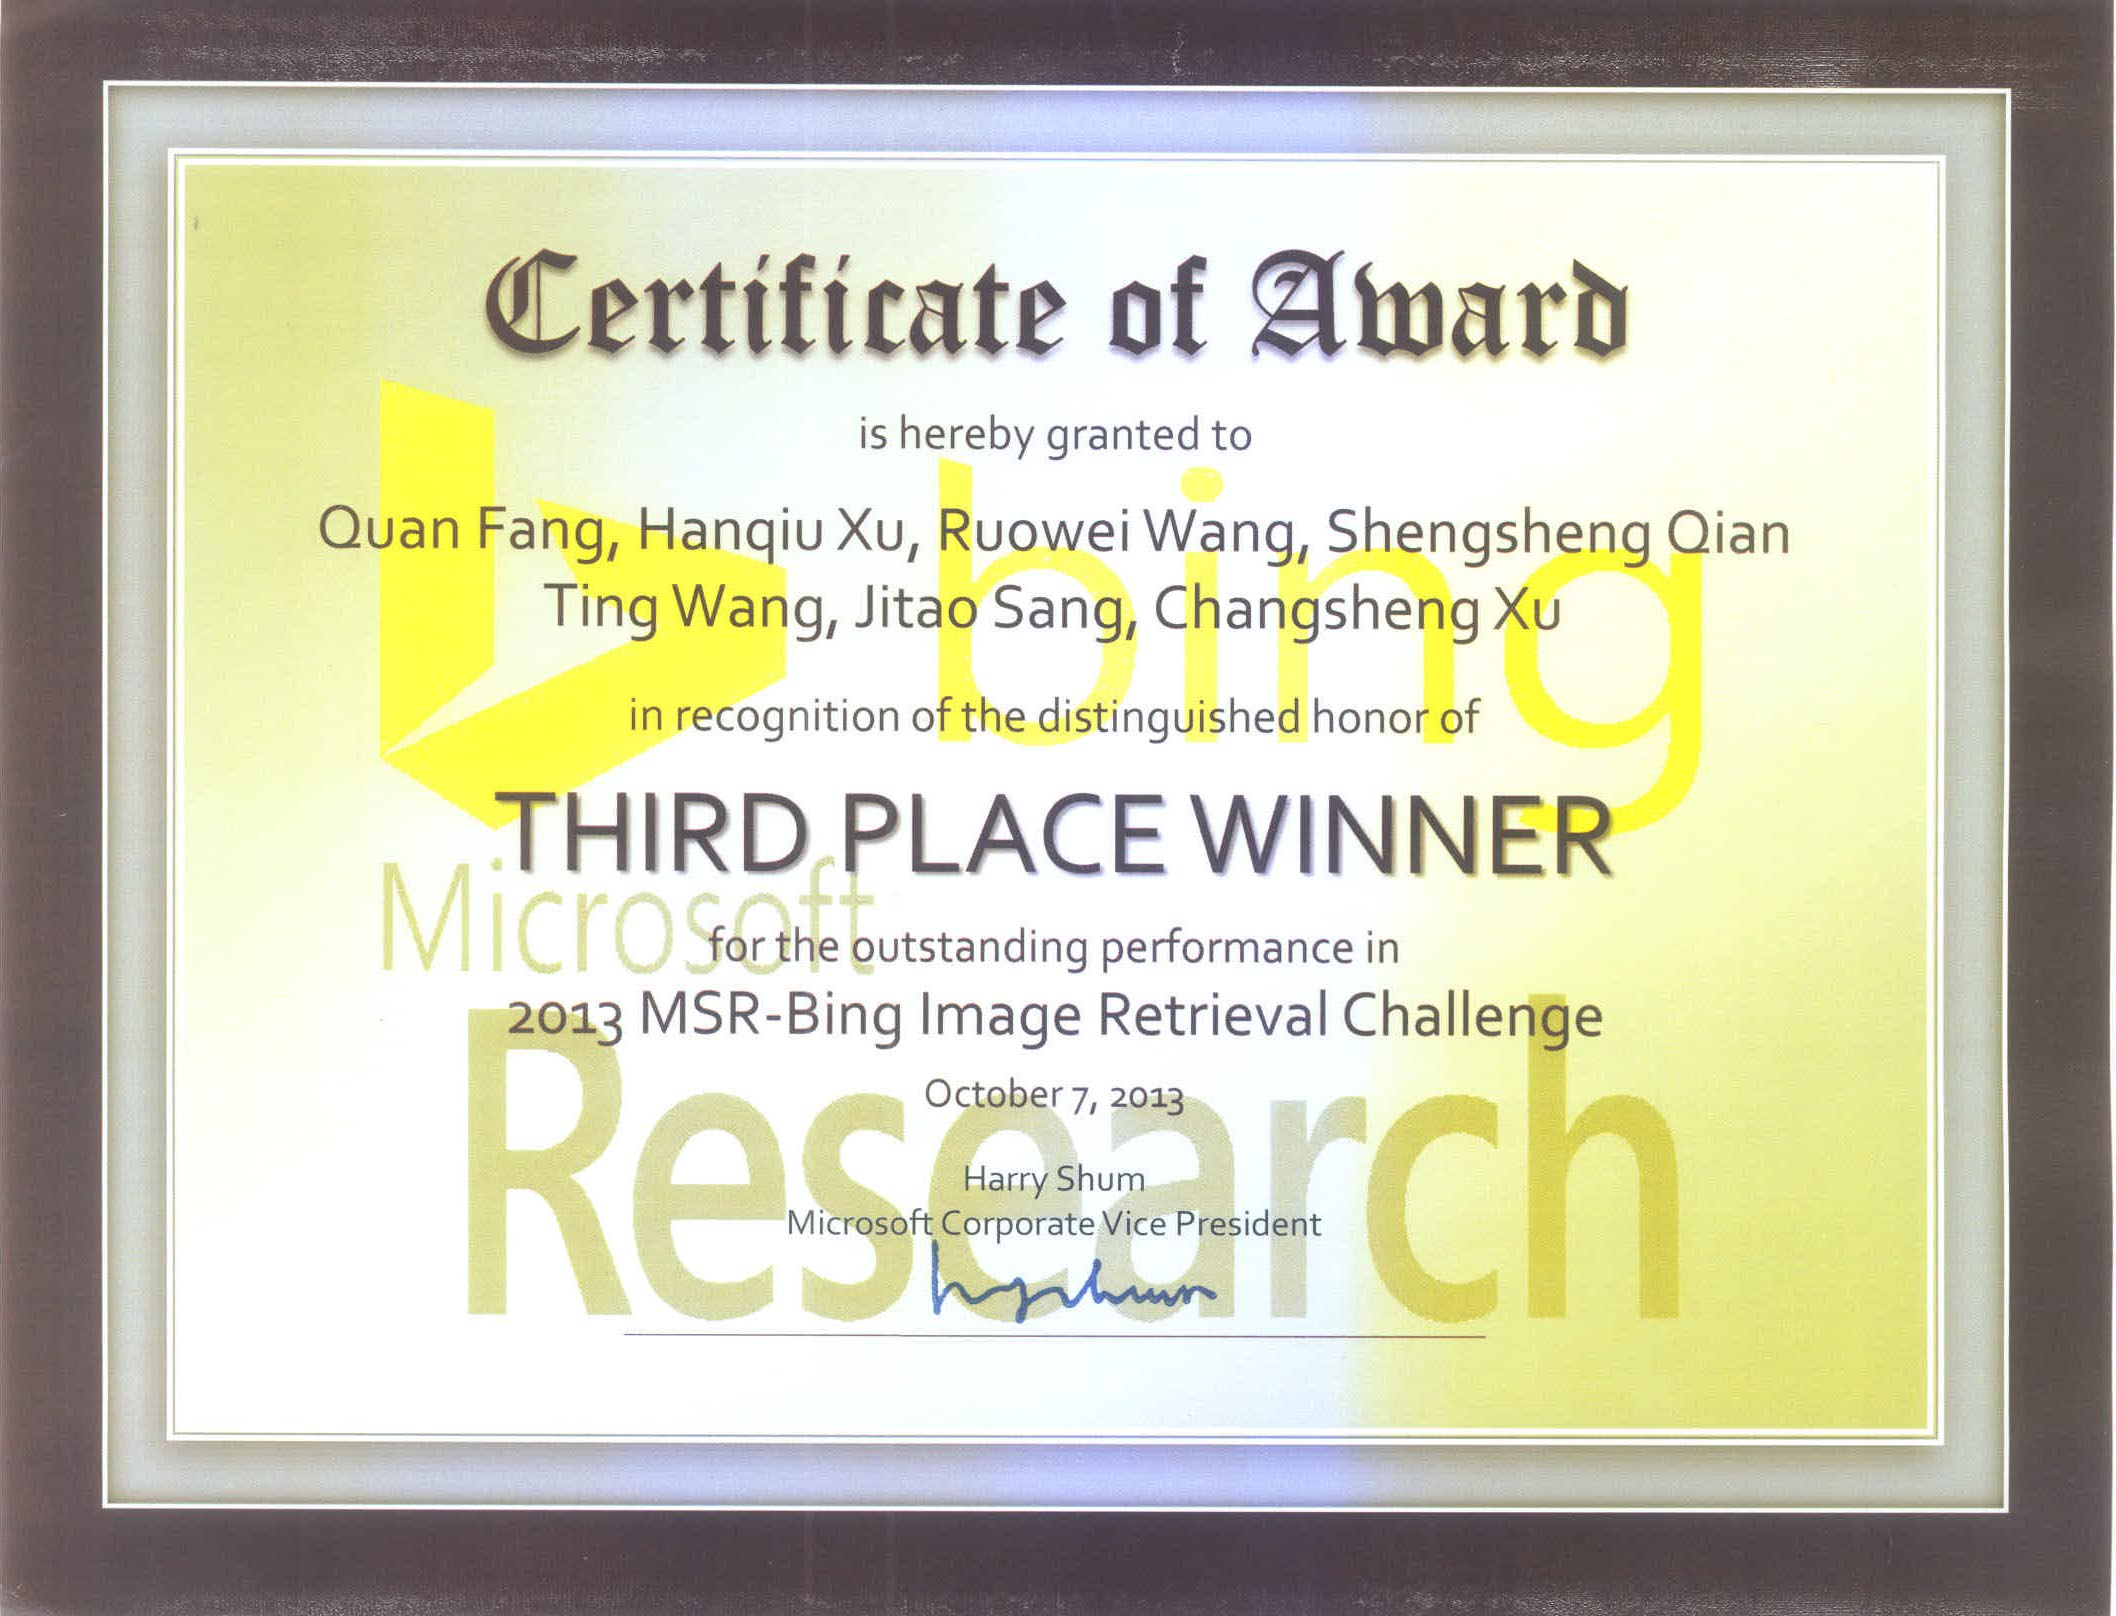 Certificate of Award
is hereby granted to
Quan Fang, Hanqiu Xu, Ruowei Wang, Shengsheng Qian
Ting Wang, Jitao Sang, Changsheng Xu
in recognition of the distinguished honor of
THIRD PLACE WINNER
for the outstanding performance in
2013 MSR-Bing Image Retrieval Challenge
October 7, 2013
Harry Shum
Microsoft Corporate Vice President
bing
Microsoft
Research